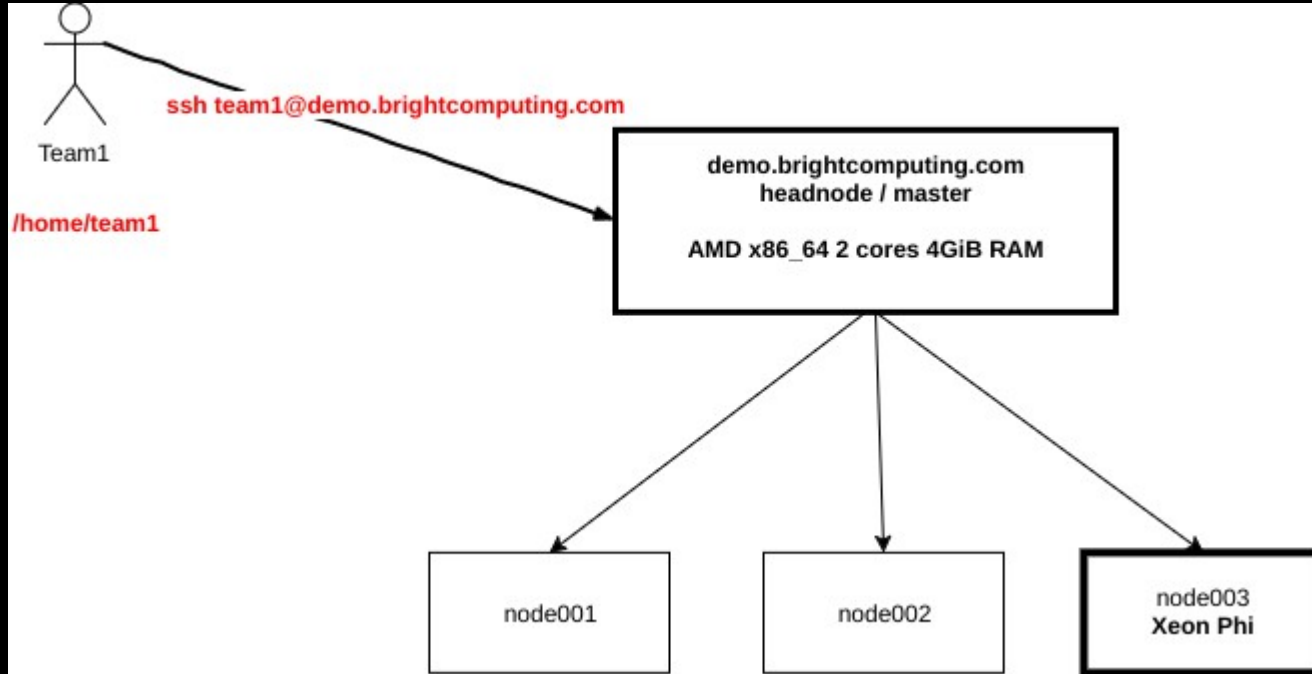 ssh team1@demo.brightcomputing.com
Team1
/home/team1
demo.brightcomputing.com
headnode / master
AMD x86_64 2 cores 4GiB RAM
node001
node002
node003
Xeon Phi